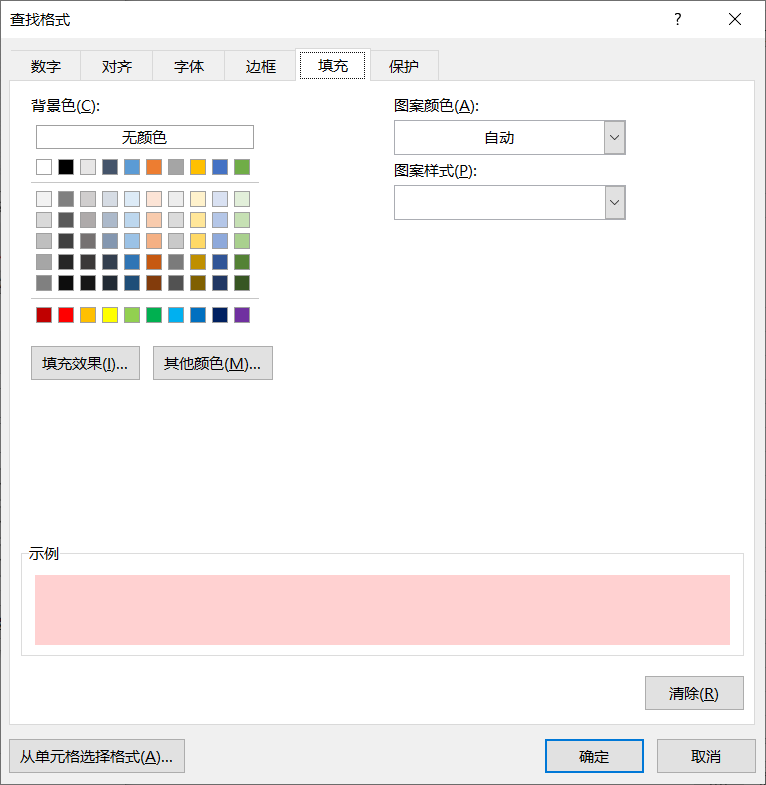 查找格式
?
数字
对齐
字体
边框
填充
保护
背景色(C):
无颜色
图案颜色(A):
自动
图案样式(P):
填充效果(I)...
其他颜色(M)...
示例
清除(R)
从单元格选择格式(A)...
确定
取消